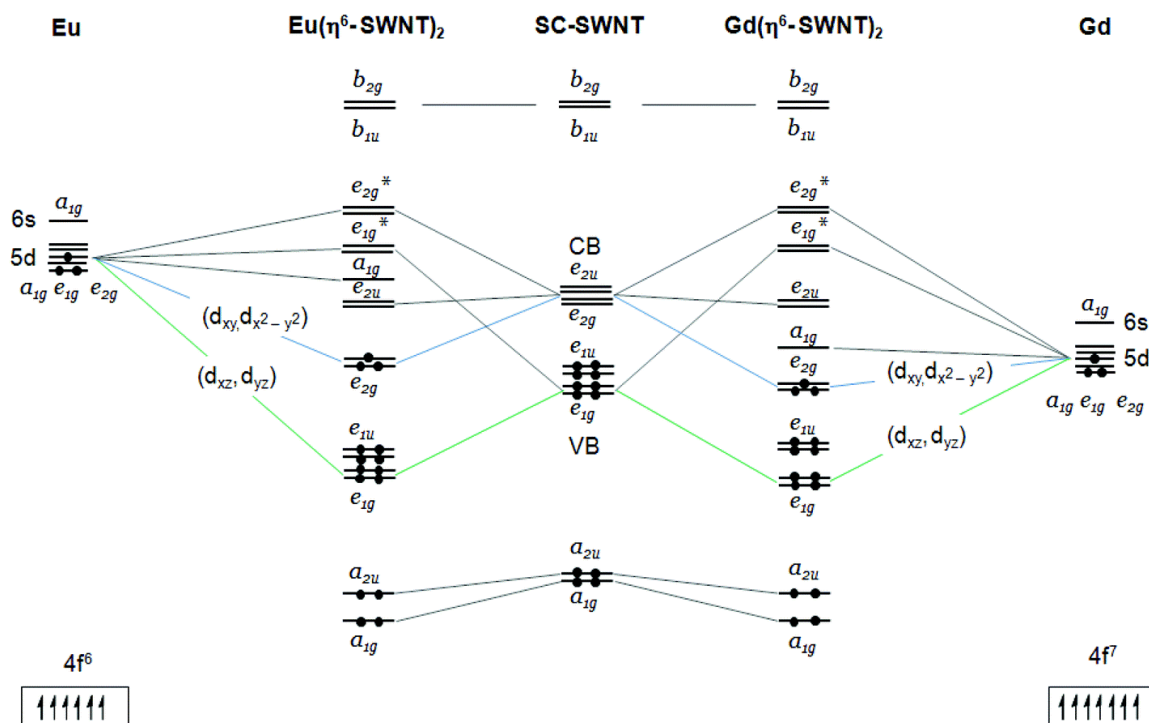 Eu
Eu(η⁶-SWNT)₂
SC-SWNT
Gd(η⁶-SWNT)₂
Gd
b₂g
b₂g
b₂g
b₁u
b₁u
b₁u
e₂g*
e₂g*
a₁g
6s
e₁g*
e₁g*
CB
5d
a₁g
e₂u
e₂u
e₂u
a₁g e₁g e₂g
(dxy,dx²−y²)
e₂g
a₁g
a₁g
6s
e₁u
e₂g
5d
(dxz,dyz)
e₂g
(dxy,dx²−y²)
e₁g
a₁g e₁g e₂g
e₁u
VB
e₁u
(dxz,dyz)
e₁g
e₁g
a₂u
a₂u
a₂u
a₁g
a₁g
a₁g
4f⁶
4f⁷